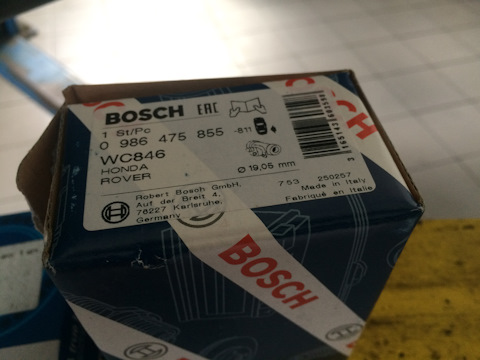 BOSCH EAC
1 St/Pc
0 986 475 855 -B11
WC846
HONDA
ROVER
Ø 19,05 mm
Robert Bosch GmbH,
Auf der Breit 4,
76227 Karlsruhe,
Germany
753 250257
Made in Italy
Fabriqué en Italie
BOSCH